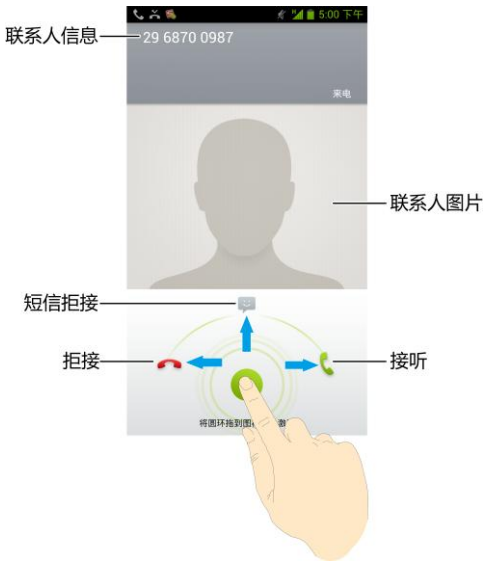 5:00 下午
联系人信息
29 6870 0987
来电
联系人图片
短信拒接
拒接
接听
将圆环拖到图